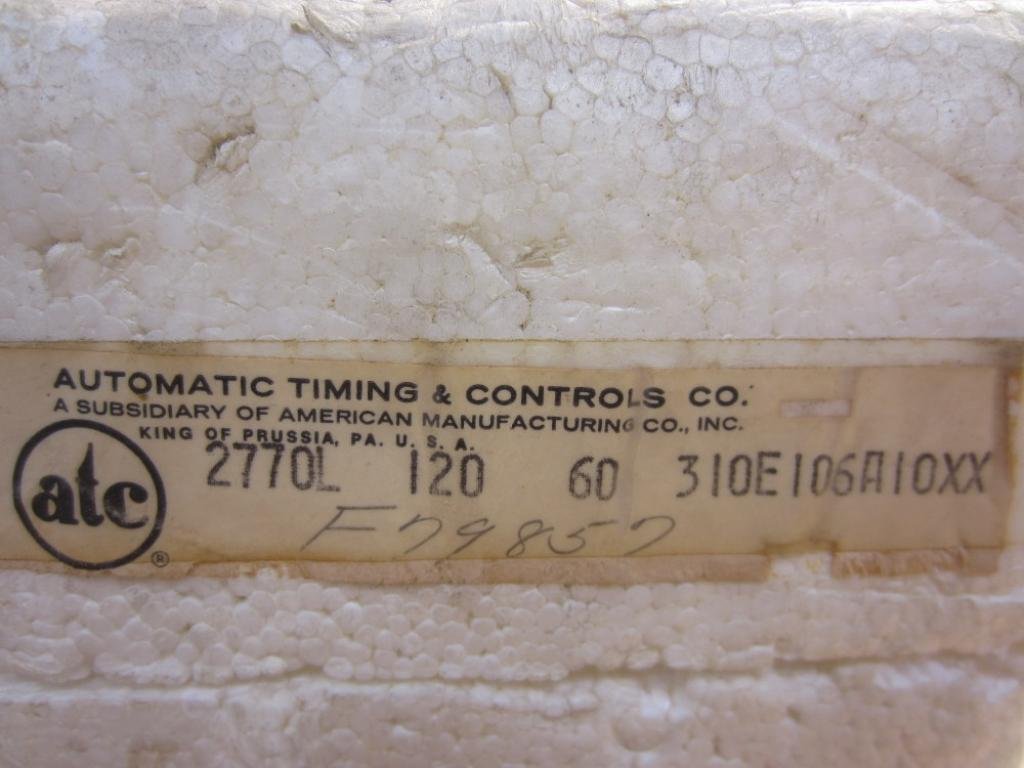 AUTOMATIC TIMING & CONTROLS CO.
A SUBSIDIARY OF AMERICAN MANUFACTURING CO., INC.
KING OF PRUSSIA, PA. U. S. A.
atc ®
2770L 120 60 310E106A10XX
F79857